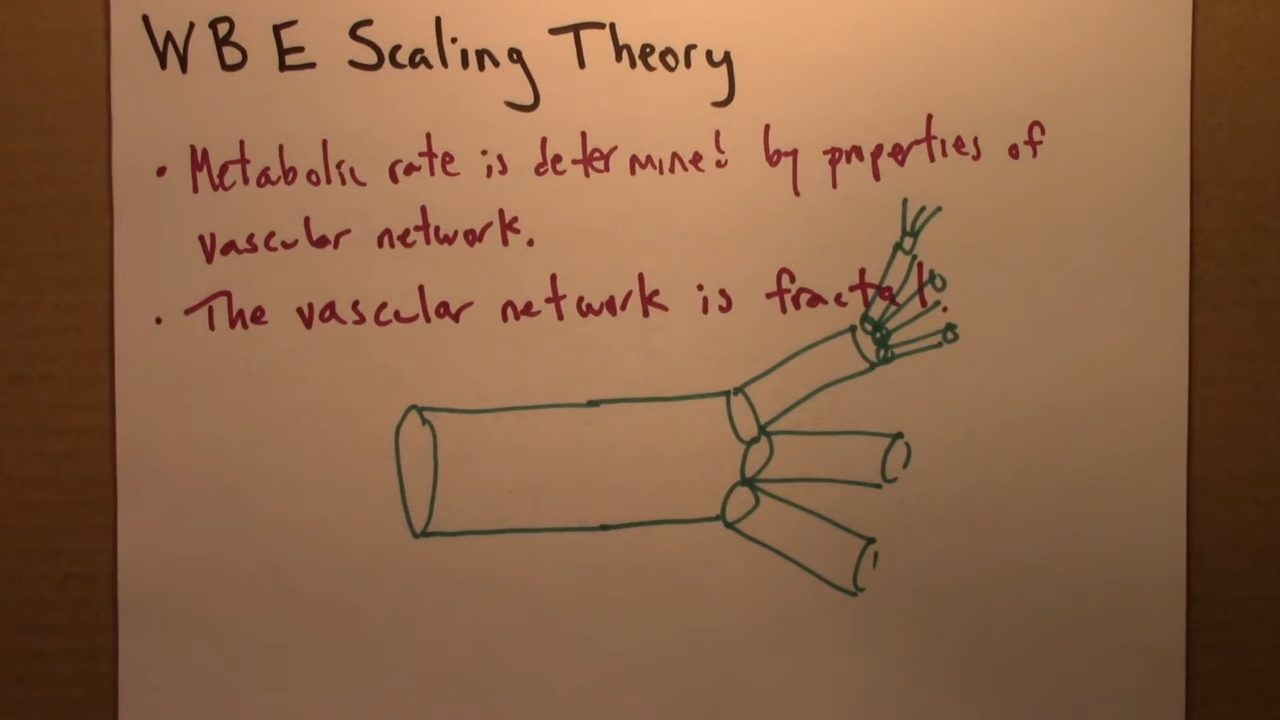 WBE Scaling Theory
• Metabolic rate is determined by properties of
vascular network.
• The vascular network is fractal.